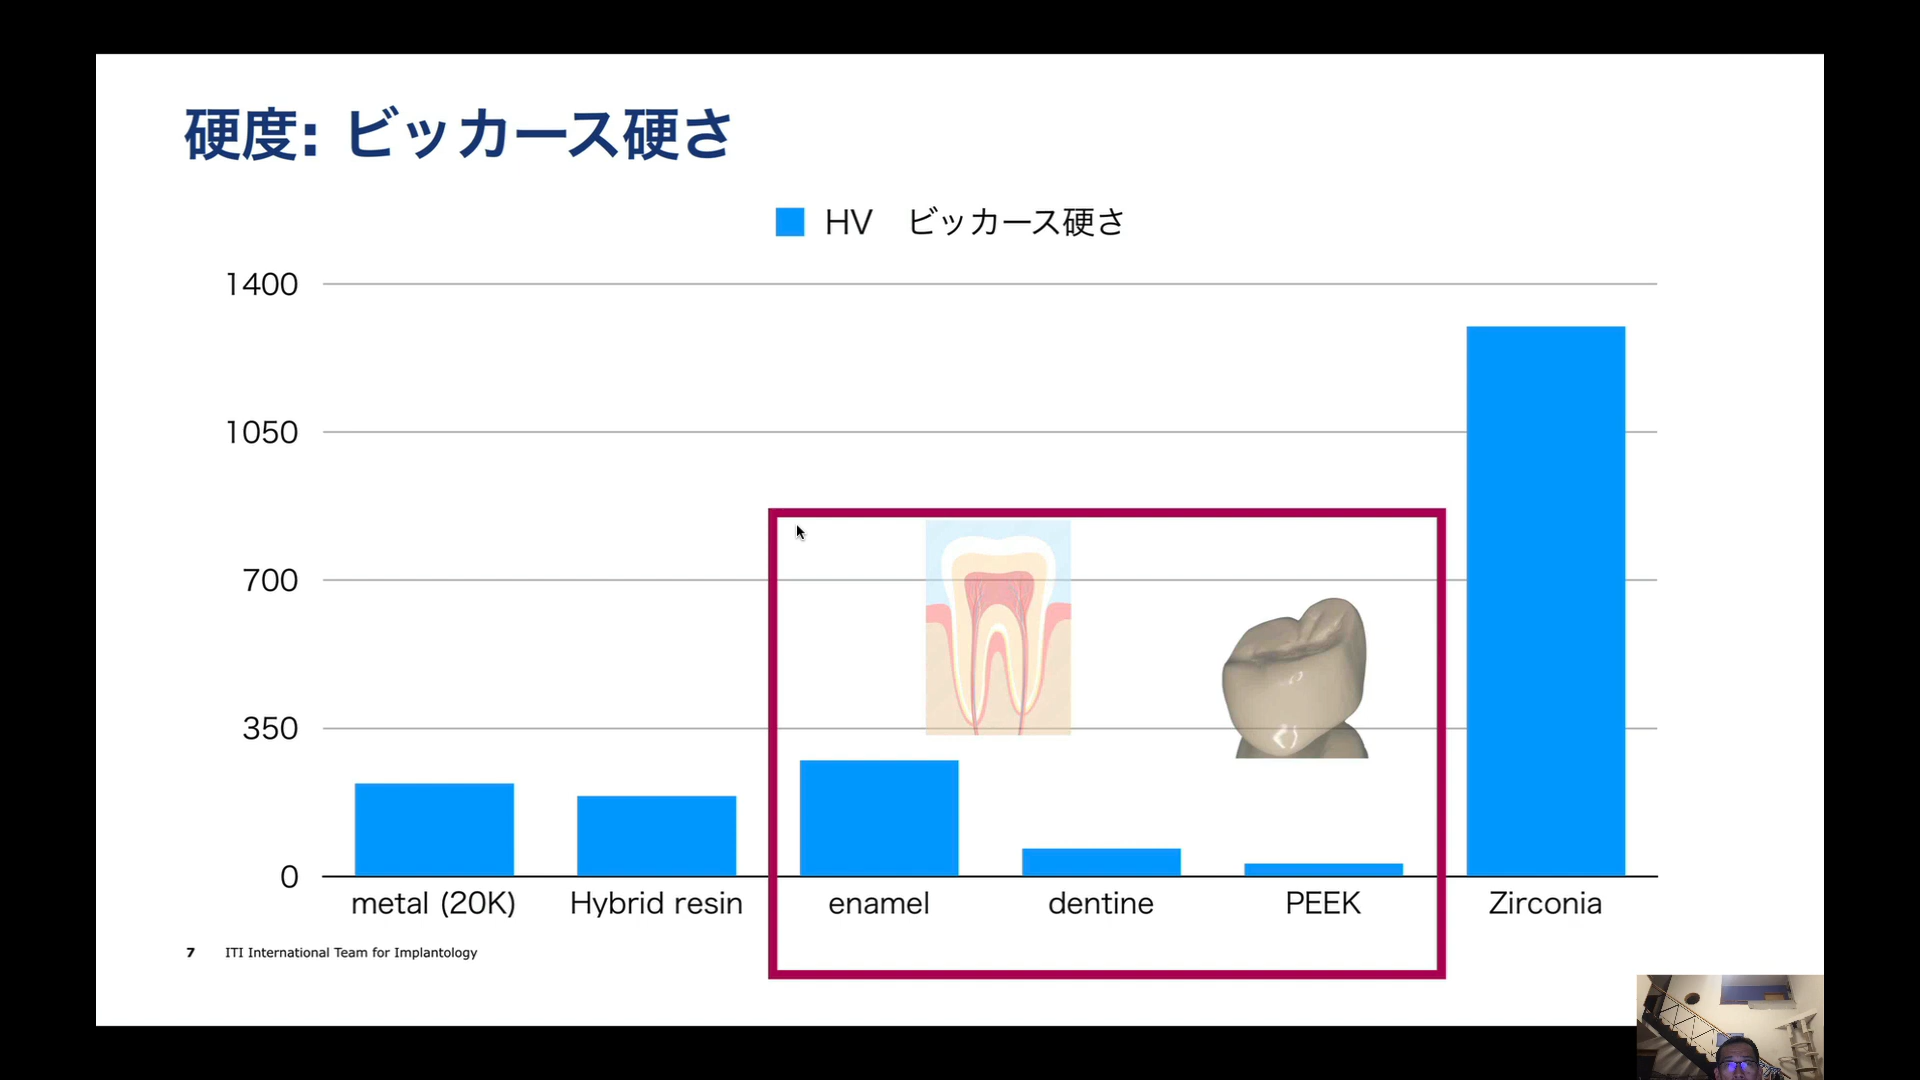 硬度: ビッカース硬さ
HV　ビッカース硬さ
1400
1050
700
350
0
metal (20K) Hybrid resin enamel dentine PEEK Zirconia
7 ITI International Team for Implantology